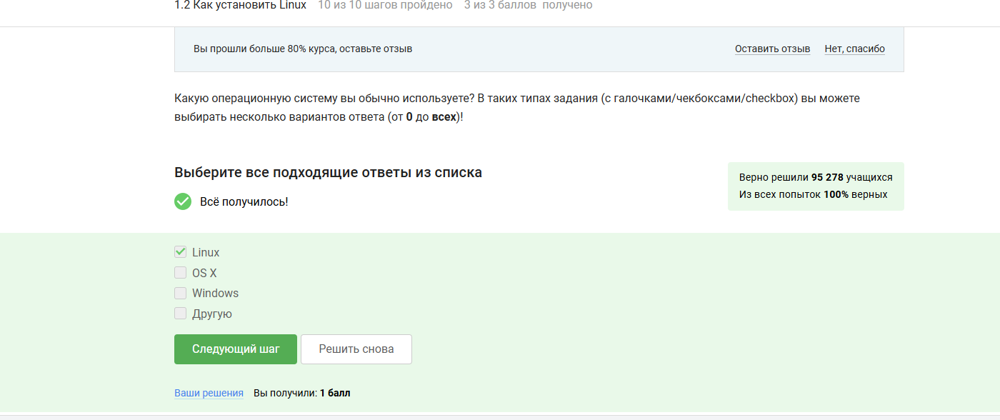 1.2 Как установить Linux 10 из 10 шагов пройдено 3 из 3 баллов получено
Вы прошли больше 80% курса, оставьте отзыв Оставить отзыв Нет, спасибо
Какую операционную систему вы обычно используете? В таких типах задания (с галочками/чекбоксами/checkbox) вы можете
выбирать несколько вариантов ответа (от 0 до всех)!
Выберите все подходящие ответы из списка
Верно решили 95 278 учащихся
Из всех попыток 100% верных
Всё получилось!
Linux
OS X
Windows
Другую
Следующий шаг Решить снова
Ваши решения Вы получили: 1 балл